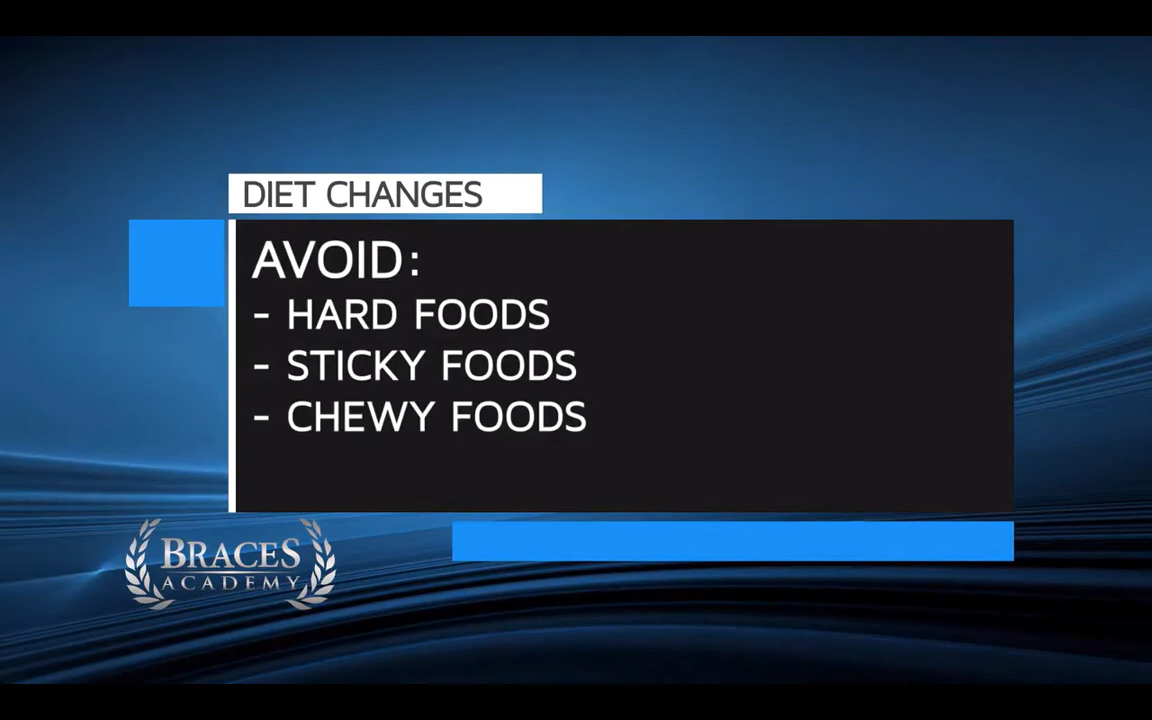 DIET CHANGES
AVOID:
- HARD FOODS
- STICKY FOODS
- CHEWY FOODS
BRACES
ACADEMY